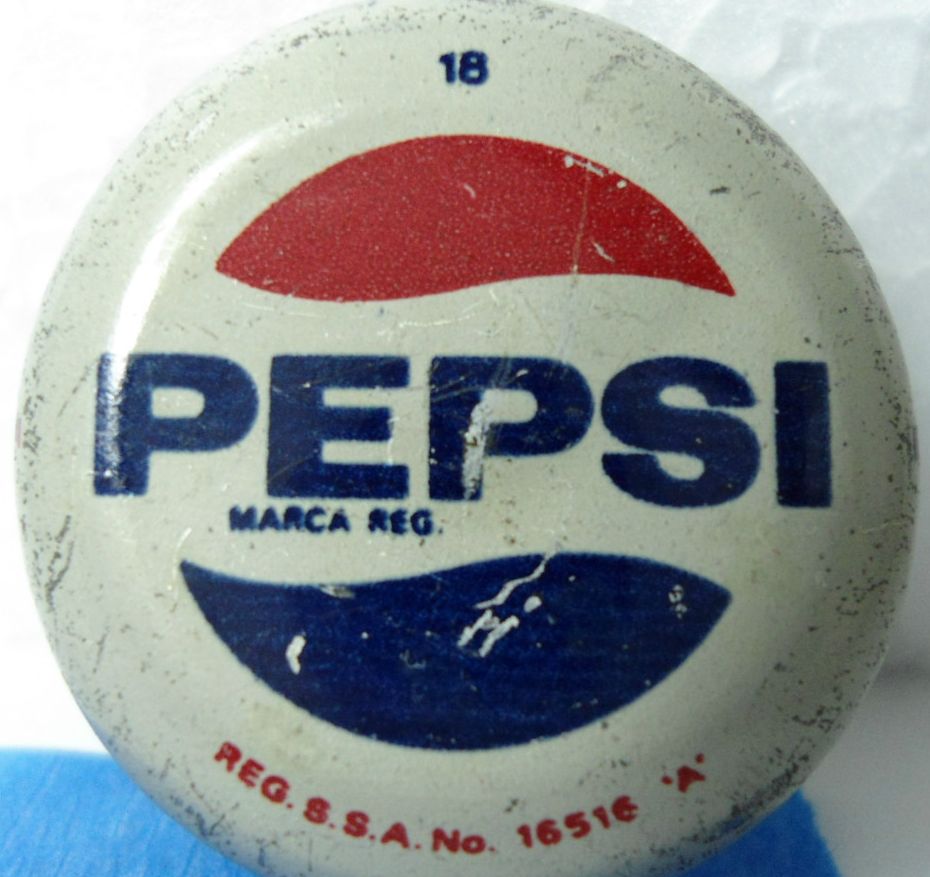 18
PEPSI
MARCA REG.
REG. S.S.A. No. 16516 "A"